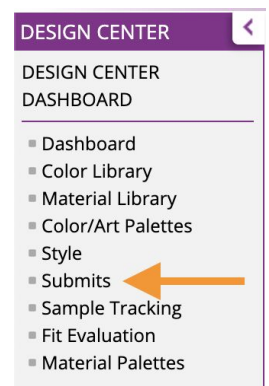 DESIGN CENTER
DESIGN CENTER
DASHBOARD
Dashboard
Color Library
Material Library
Color/Art Palettes
Style
Submits
Sample Tracking
Fit Evaluation
Material Palettes